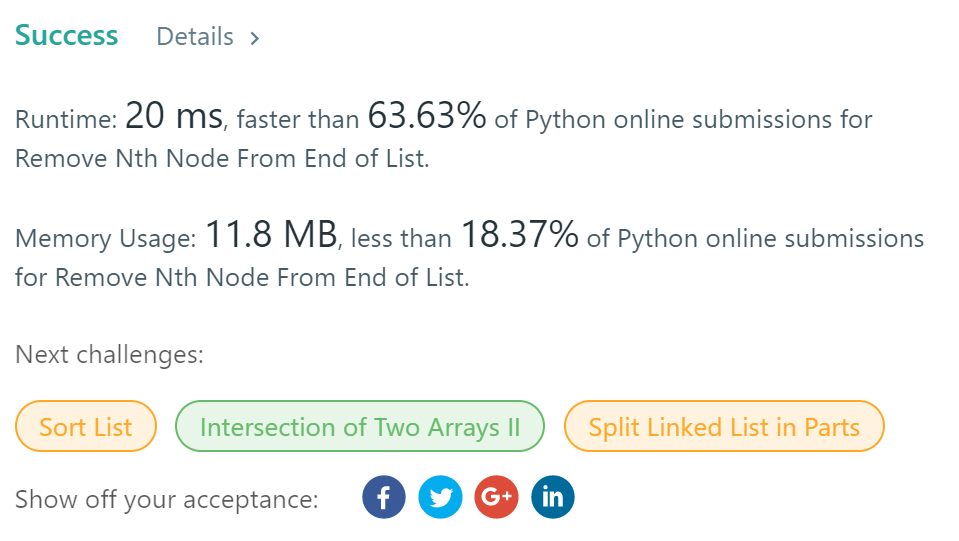 Success Details >
Runtime: 20 ms, faster than 63.63% of Python online submissions for
Remove Nth Node From End of List.
Memory Usage: 11.8 MB, less than 18.37% of Python online submissions
for Remove Nth Node From End of List.
Next challenges:
Sort List Intersection of Two Arrays II Split Linked List in Parts
Show off your acceptance: f G+ in